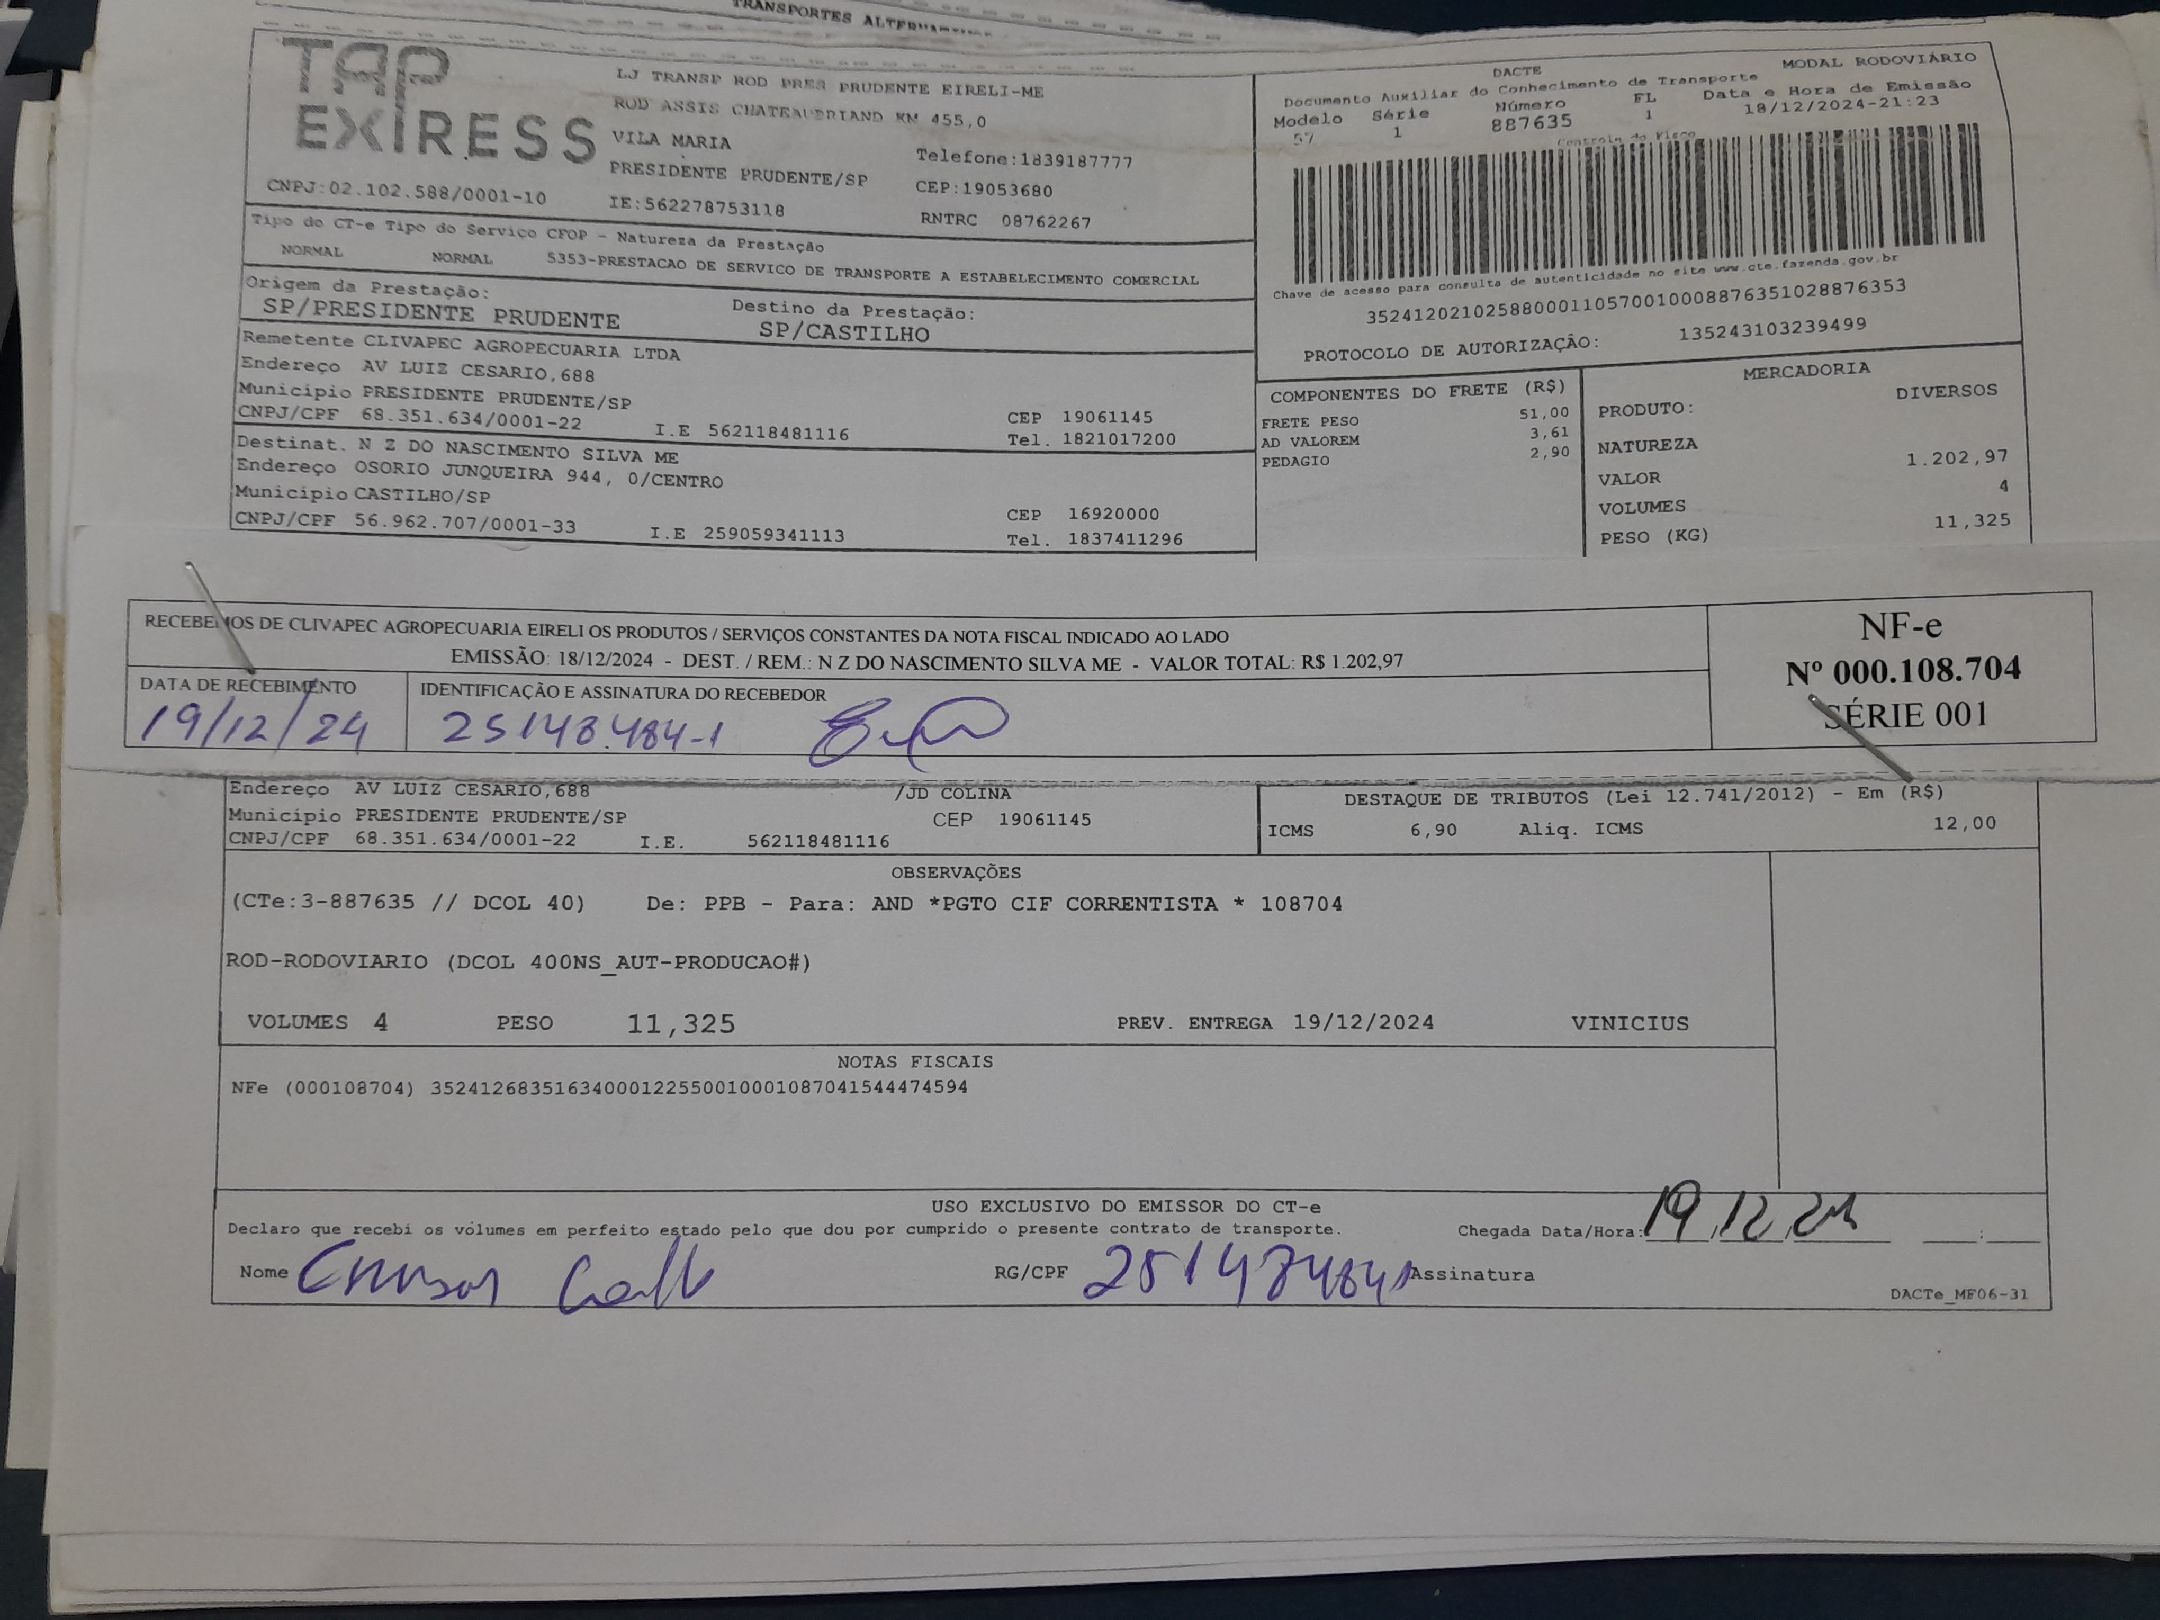 TRANSPORTES
TAP
EXPRESS
CNPJ:02.102.588/0001-10
LJ TRANSP ROD PRES PRUDENTE EIRELI-ME
ROD ASSIS CHATEAUBRIAND KM 455,0
VILA MARIA
PRESIDENTE PRUDENTE/SP
IE:562278753118
Telefone:1839187777
CEP:19053680
RNTRC 08762267
DACTE MODAL RODOVIÁRIO
Documento Auxiliar do Conhecimento de Transporte
Modelo Série Número FL Data e Hora de Emissão
57 1 887635 1 18/12/2024-21:23
Controle do Fisco
Chave de acesso para consulta de autenticidade no site www.cte.fazenda.gov.br
35241202102588000110570010008876351028876353
PROTOCOLO DE AUTORIZAÇÃO: 135243103239499
Tipo do CT-e Tipo do Serviço CFOP - Natureza da Prestação
NORMAL NORMAL 5353-PRESTACAO DE SERVICO DE TRANSPORTE A ESTABELECIMENTO COMERCIAL
Origem da Prestação: Destino da Prestação:
SP/PRESIDENTE PRUDENTE SP/CASTILHO
Remetente CLIVAPEC AGROPECUARIA LTDA
Endereço AV LUIZ CESARIO,688
Município PRESIDENTE PRUDENTE/SP CEP 19061145
CNPJ/CPF 68.351.634/0001-22 I.E 562118481116 Tel. 1821017200
Destinat. N Z DO NASCIMENTO SILVA ME
Endereço OSORIO JUNQUEIRA 944, 0/CENTRO
Município CASTILHO/SP CEP 16920000
CNPJ/CPF 56.962.707/0001-33 I.E 259059341113 Tel. 1837411296
COMPONENTES DO FRETE (R$)
FRETE PESO 51,00
AD VALOREM 3,61
PEDAGIO 2,90
MERCADORIA
PRODUTO: DIVERSOS
NATUREZA
VALOR 1.202,97
VOLUMES 4
PESO (KG) 11,325
RECEBEMOS DE CLIVAPEC AGROPECUARIA EIRELI OS PRODUTOS / SERVIÇOS CONSTANTES DA NOTA FISCAL INDICADO AO LADO
EMISSÃO: 18/12/2024 - DEST. / REM.: N Z DO NASCIMENTO SILVA ME - VALOR TOTAL: R$ 1.202,97
DATA DE RECEBIMENTO
19/12/24
IDENTIFICAÇÃO E ASSINATURA DO RECEBEDOR
25148.484-1
NF-e
Nº 000.108.704
SÉRIE 001
Endereço AV LUIZ CESARIO,688 /JD COLINA
Município PRESIDENTE PRUDENTE/SP CEP 19061145
CNPJ/CPF 68.351.634/0001-22 I.E. 562118481116
DESTAQUE DE TRIBUTOS (Lei 12.741/2012) - Em (R$)
ICMS 6,90 Aliq. ICMS 12,00
OBSERVAÇÕES
(CTe:3-887635 // DCOL 40) De: PPB - Para: AND *PGTO CIF CORRENTISTA * 108704
ROD-RODOVIARIO (DCOL 400NS_AUT-PRODUCAO#)
VOLUMES 4 PESO 11,325 PREV. ENTREGA 19/12/2024 VINICIUS
NOTAS FISCAIS
NFe (000108704) 35241268351634000122550010001087041544474594
USO EXCLUSIVO DO EMISSOR DO CT-e
Declaro que recebi os vólumes em perfeito estado pelo que dou por cumprido o presente contrato de transporte. Chegada Data/Hora: 19 12 24
Nome RG/CPF 251484841 Assinatura
DACTe_MF06-31